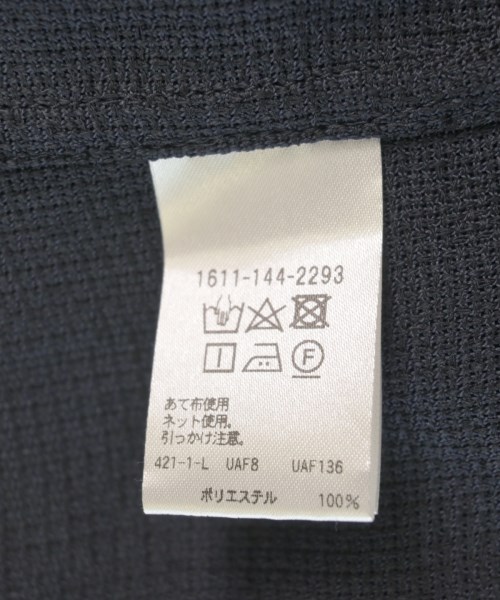 1611-144-2293
F
あて布使用
ネット使用。
引っかけ注意。
421-1-L UAF8 UAF136
ポリエステル 100%